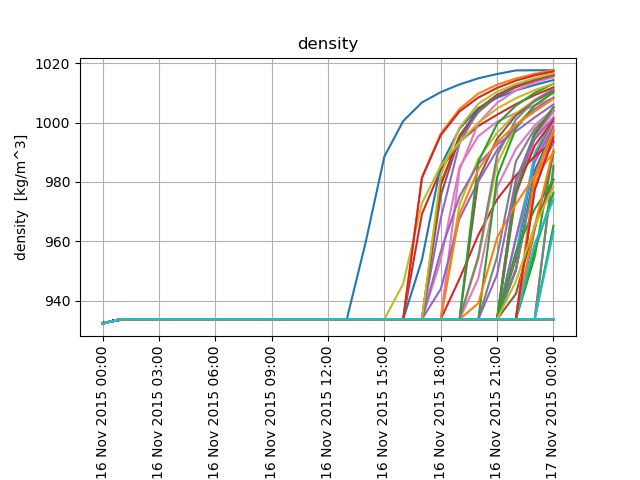 density
1020
1000
980
960
940
density [kg/m^3]
16 Nov 2015 00:00
16 Nov 2015 03:00
16 Nov 2015 06:00
16 Nov 2015 09:00
16 Nov 2015 12:00
16 Nov 2015 15:00
16 Nov 2015 18:00
16 Nov 2015 21:00
17 Nov 2015 00:00